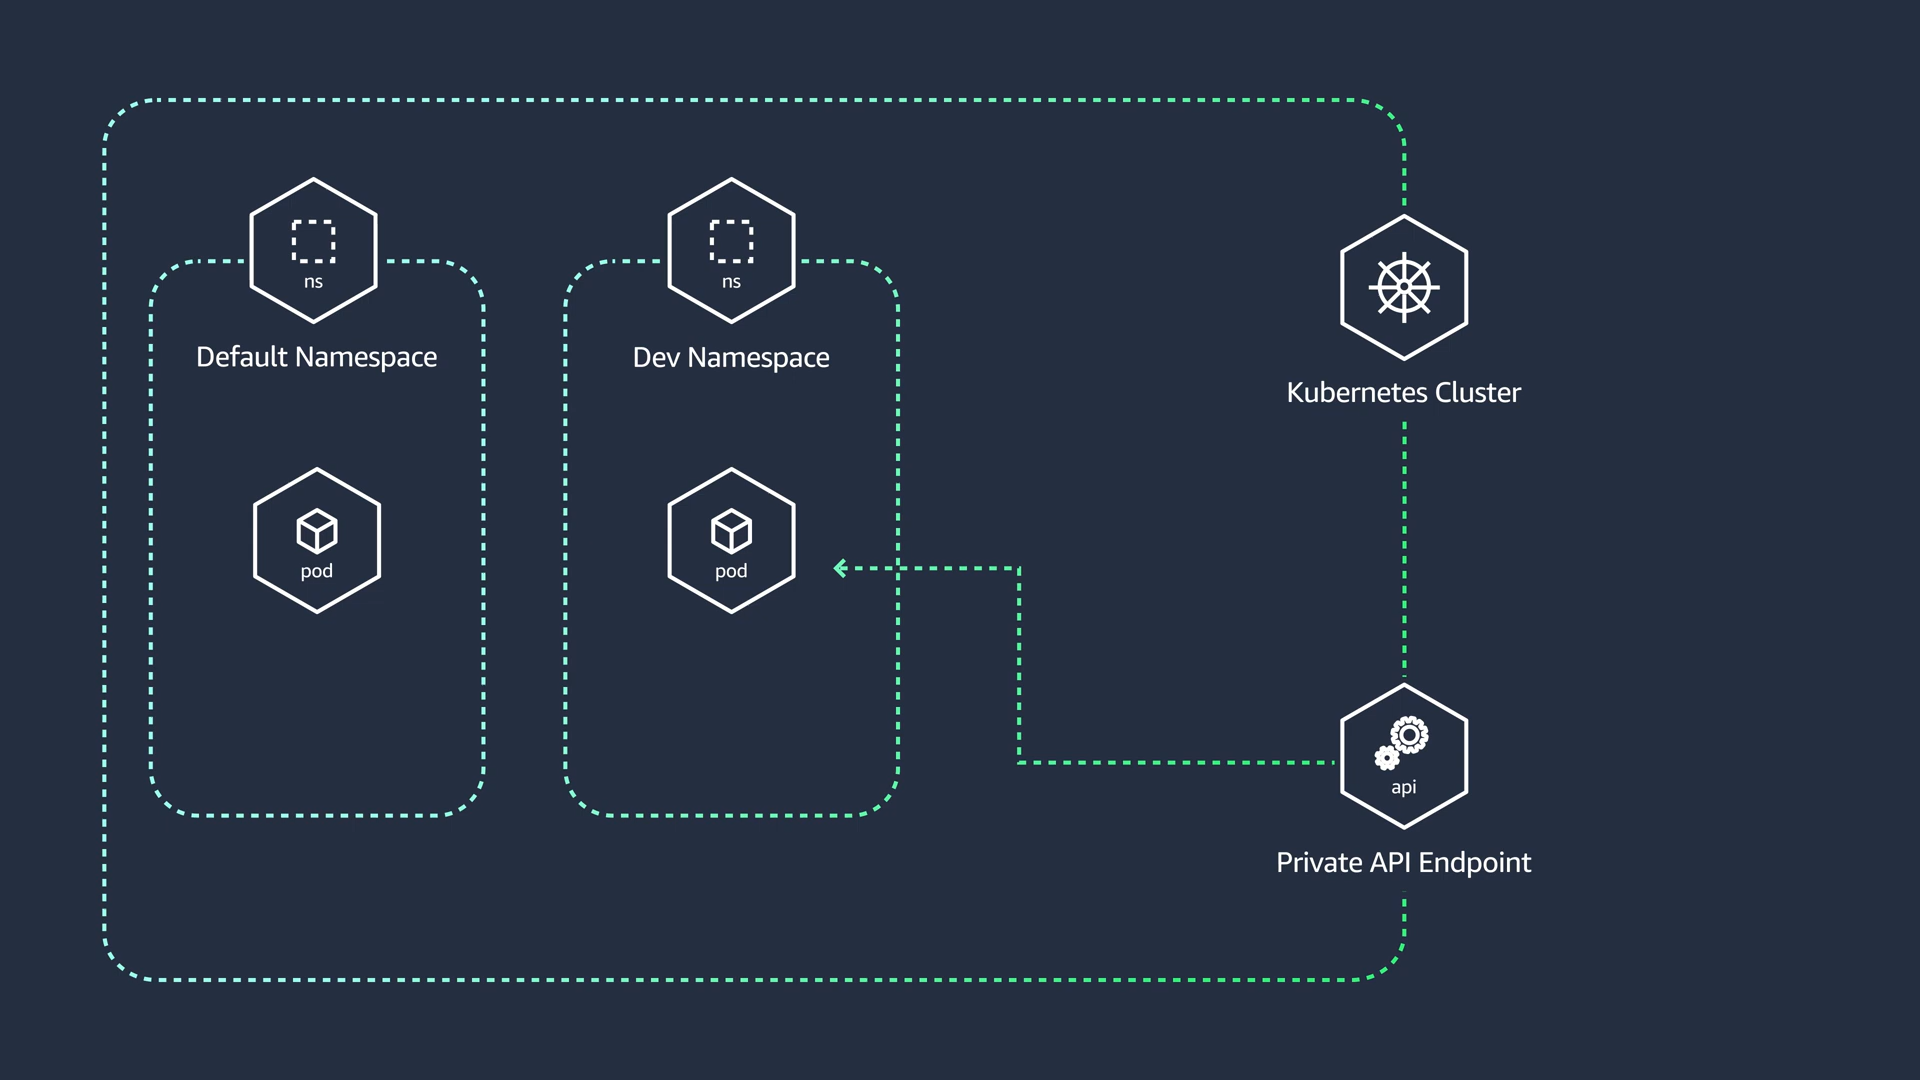 ns
Default Namespace
pod
ns
Dev Namespace
pod
Kubernetes Cluster
api
Private API Endpoint